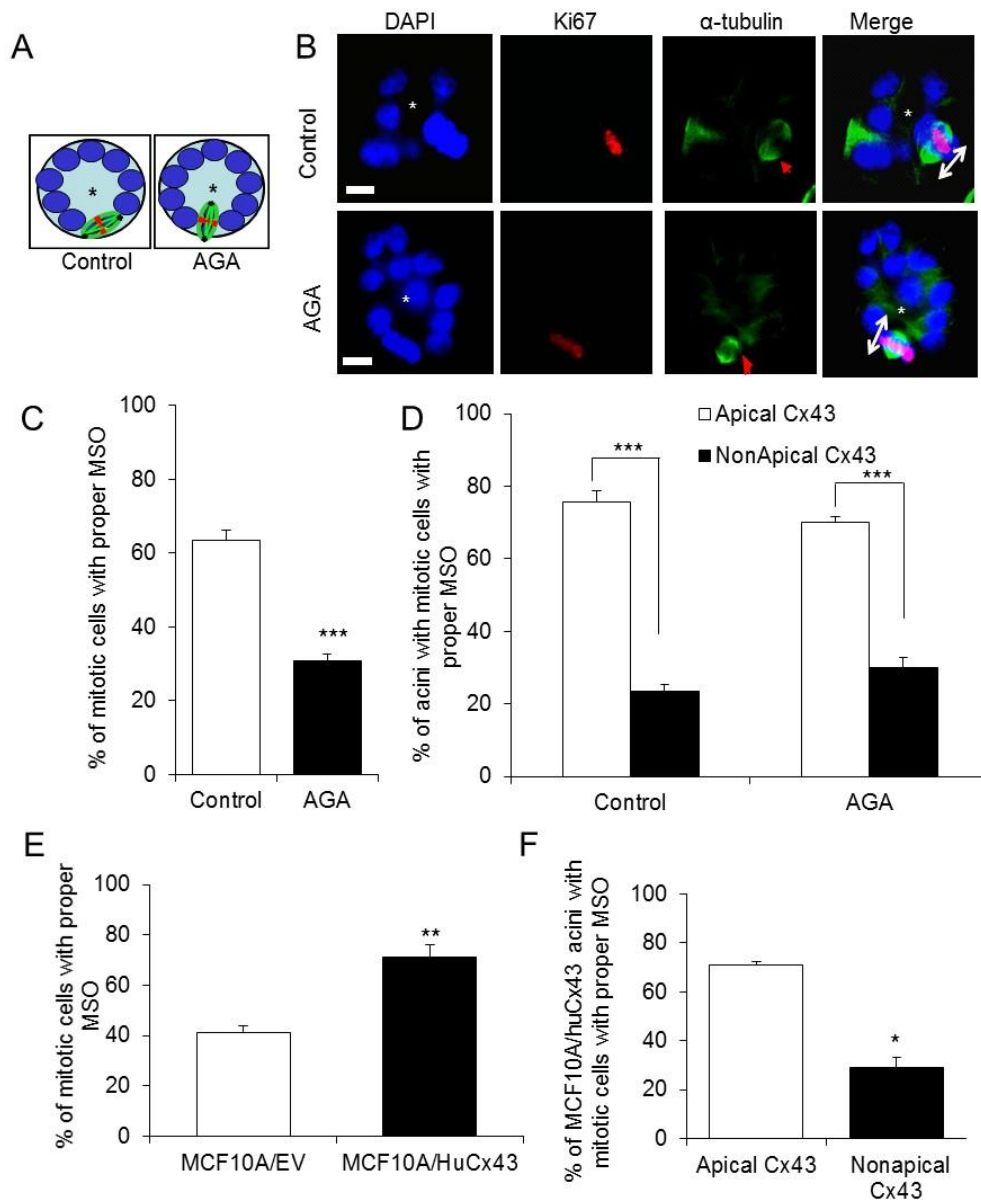 A
*
*
Control
AGA
B
DAPI
Ki67
α-tubulin
Merge
Control
*
*
AGA
*
*
C
% of mitotic cells with proper MSO
100
80
60
40
20
0
***
Control
AGA
D
% of acini with mitotic cells with
proper MSO
100
80
60
40
20
0
Apical Cx43
NonApical Cx43
***
***
Control
AGA
E
% of mitotic cells with proper
MSO
100
80
60
40
20
0
**
MCF10A/EV
MCF10A/HuCx43
F
% of MCF10A/huCx43 acini with
mitotic cells with proper MSO
100
80
60
40
20
0
*
Apical Cx43
Nonapical
Cx43